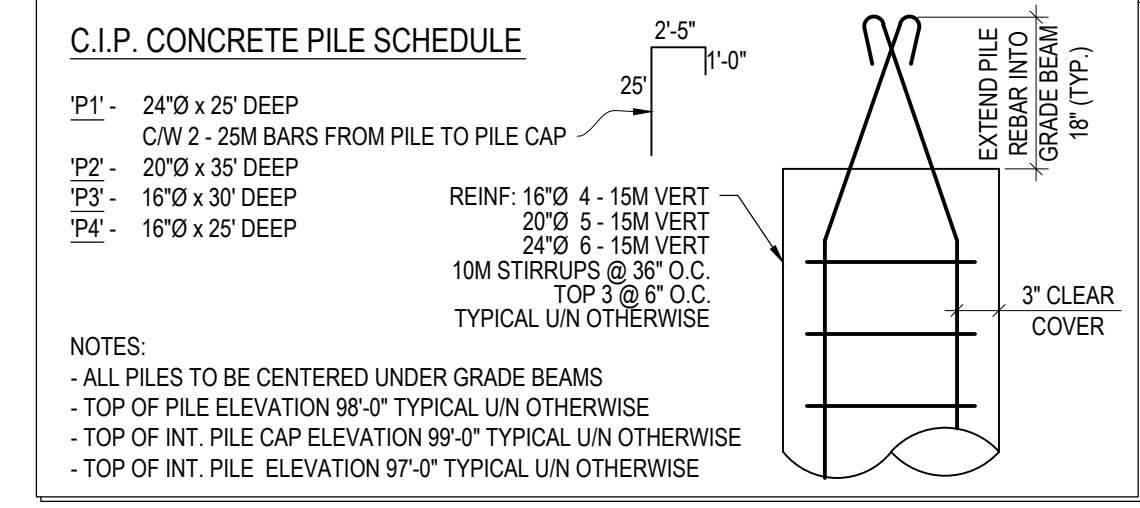 C.I.P. CONCRETE PILE SCHEDULE
'P1' - 24"Ø x 25' DEEP
C/W 2 - 25M BARS FROM PILE TO PILE CAP
'P2' - 20"Ø x 35' DEEP
'P3' - 16"Ø x 30' DEEP
'P4' - 16"Ø x 25' DEEP
2'-5"
1'-0"
25'
REINF: 16"Ø 4 - 15M VERT
20"Ø 5 - 15M VERT
24"Ø 6 - 15M VERT
10M STIRRUPS @ 36" O.C.
TOP 3 @ 6" O.C.
TYPICAL U/N OTHERWISE
EXTEND PILE
REBAR INTO
GRADE BEAM
18" (TYP.)
3" CLEAR
COVER
NOTES:
- ALL PILES TO BE CENTERED UNDER GRADE BEAMS
- TOP OF PILE ELEVATION 98'-0" TYPICAL U/N OTHERWISE
- TOP OF INT. PILE CAP ELEVATION 99'-0" TYPICAL U/N OTHERWISE
- TOP OF INT. PILE ELEVATION 97'-0" TYPICAL U/N OTHERWISE